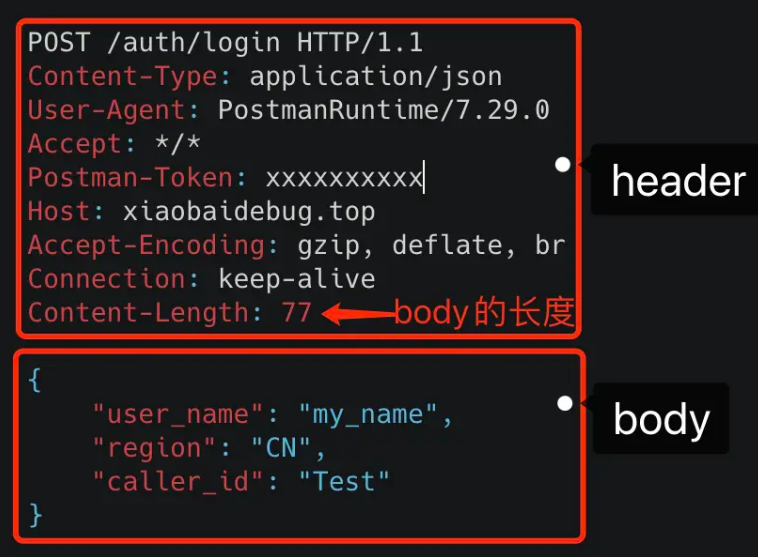 POST /auth/login HTTP/1.1
Content-Type: application/json
User-Agent: PostmanRuntime/7.29.0
Accept: */*
Postman-Token: xxxxxxxxxx
header
Host: xiaobaidebug.top
Accept-Encoding: gzip, deflate, br
Connection: keep-alive
Content-Length: 77 body的长度
{
    "user_name": "my_name",
body
    "region": "CN",
    "caller_id": "Test"
}